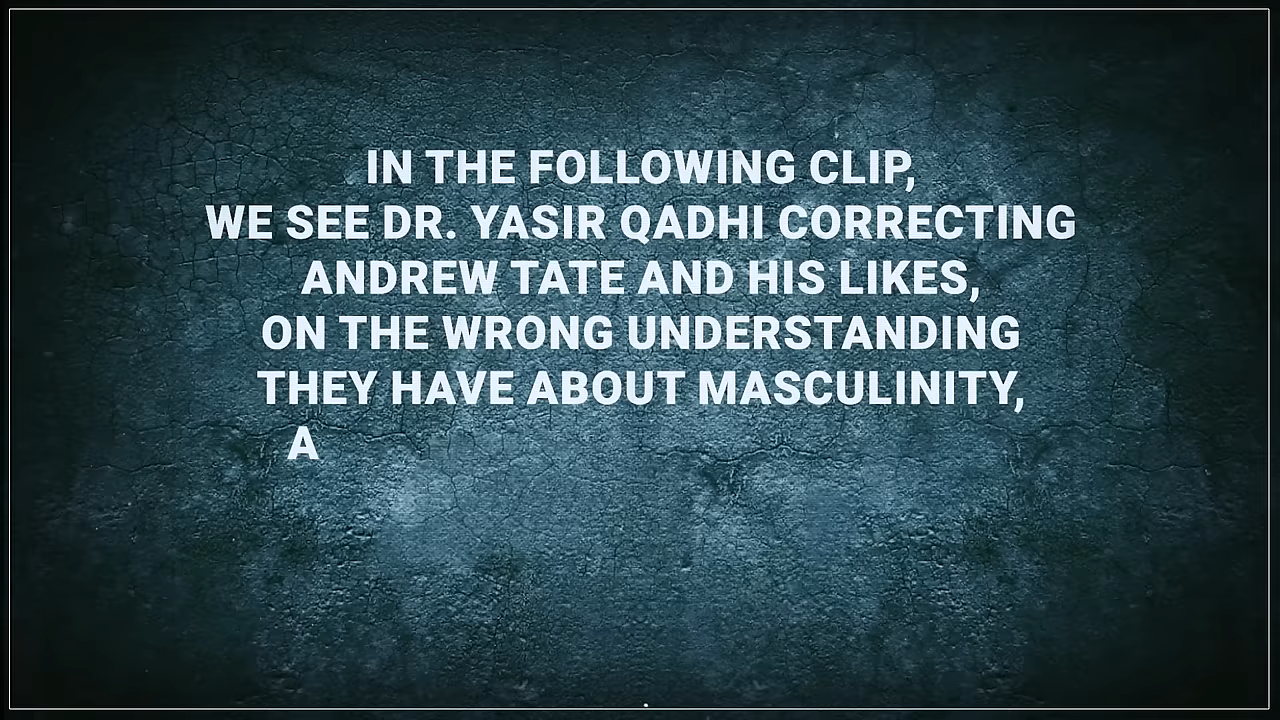 IN THE FOLLOWING CLIP,
WE SEE DR. YASIR QADHI CORRECTING
ANDREW TATE AND HIS LIKES,
ON THE WRONG UNDERSTANDING
THEY HAVE ABOUT MASCULINITY,
A